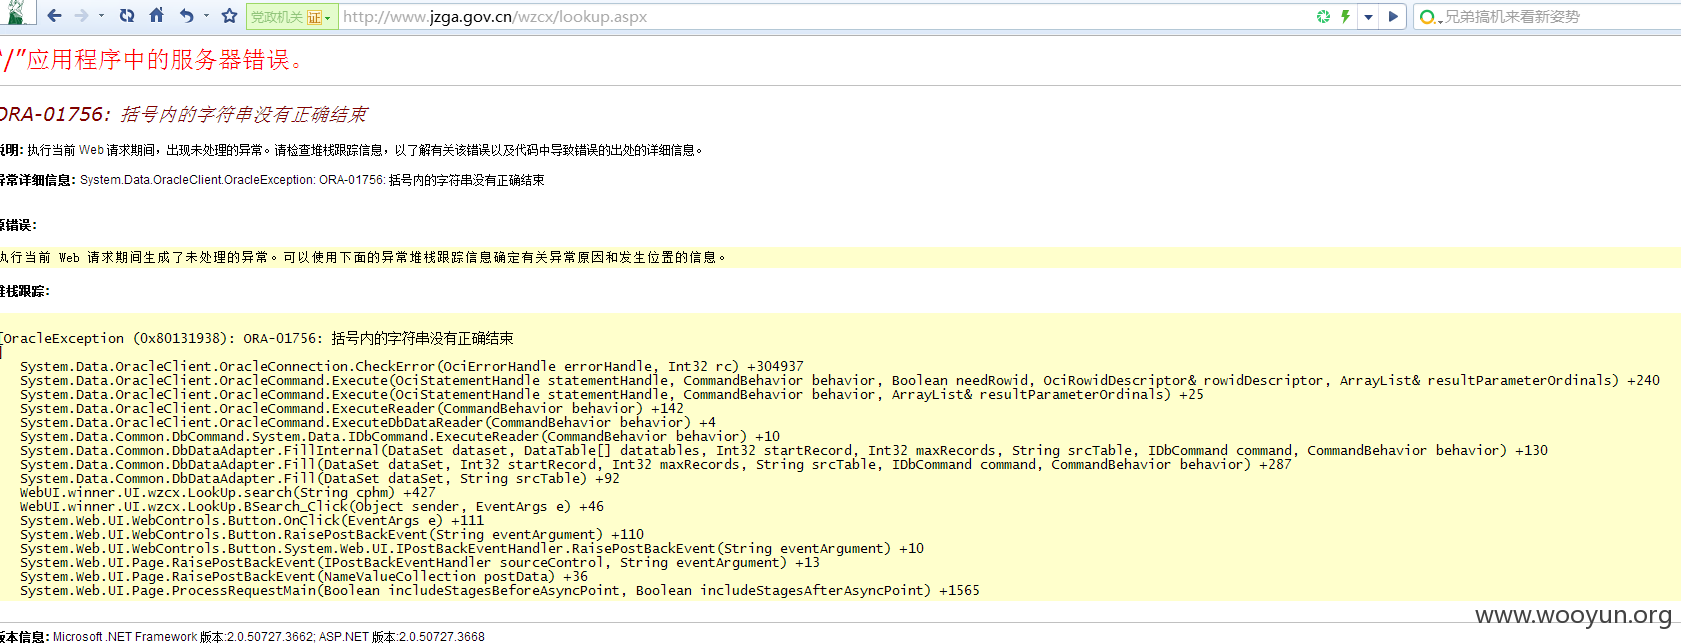 党政机关 证 http://www.jzga.gov.cn/wzcx/lookup.aspx 兄弟搞机来看新姿势
“/”应用程序中的服务器错误。
ORA-01756: 括号内的字符串没有正确结束
说明: 执行当前 Web 请求期间，出现未处理的异常。请检查堆栈跟踪信息，以了解有关该错误以及代码中导致错误的出处的详细信息。
异常详细信息: System.Data.OracleClient.OracleException: ORA-01756: 括号内的字符串没有正确结束
源错误:
执行当前 Web 请求期间生成了未处理的异常。可以使用下面的异常堆栈跟踪信息确定有关异常原因和发生位置的信息。
堆栈跟踪:
[OracleException (0x80131938): ORA-01756: 括号内的字符串没有正确结束
]
System.Data.OracleClient.OracleConnection.CheckError(OciErrorHandle errorHandle, Int32 rc) +304937
System.Data.OracleClient.OracleCommand.Execute(OciStatementHandle statementHandle, CommandBehavior behavior, Boolean needRowid, OciRowidDescriptor& rowidDescriptor, ArrayList& resultParameterOrdinals) +240
System.Data.OracleClient.OracleCommand.Execute(OciStatementHandle statementHandle, CommandBehavior behavior, ArrayList& resultParameterOrdinals) +25
System.Data.OracleClient.OracleCommand.ExecuteReader(CommandBehavior behavior) +142
System.Data.OracleClient.OracleCommand.ExecuteDbDataReader(CommandBehavior behavior) +4
System.Data.Common.DbCommand.System.Data.IDbCommand.ExecuteReader(CommandBehavior behavior) +10
System.Data.Common.DbDataAdapter.FillInternal(DataSet dataset, DataTable[] datatables, Int32 startRecord, Int32 maxRecords, String srcTable, IDbCommand command, CommandBehavior behavior) +130
System.Data.Common.DbDataAdapter.Fill(DataSet dataSet, Int32 startRecord, Int32 maxRecords, String srcTable, IDbCommand command, CommandBehavior behavior) +287
System.Data.Common.DbDataAdapter.Fill(DataSet dataSet, String srcTable) +92
WebUI.winner.UI.wzcx.LookUp.search(String cphm) +427
WebUI.winner.UI.wzcx.LookUp.BSearch_Click(Object sender, EventArgs e) +46
System.Web.UI.WebControls.Button.OnClick(EventArgs e) +111
System.Web.UI.WebControls.Button.RaisePostBackEvent(String eventArgument) +110
System.Web.UI.WebControls.Button.System.Web.UI.IPostBackEventHandler.RaisePostBackEvent(String eventArgument) +10
System.Web.UI.Page.RaisePostBackEvent(IPostBackEventHandler sourceControl, String eventArgument) +13
System.Web.UI.Page.RaisePostBackEvent(NameValueCollection postData) +36
System.Web.UI.Page.ProcessRequestMain(Boolean includeStagesBeforeAsyncPoint, Boolean includeStagesAfterAsyncPoint) +1565
www.wooyun.org
版本信息: Microsoft .NET Framework 版本:2.0.50727.3662; ASP.NET 版本:2.0.50727.3668